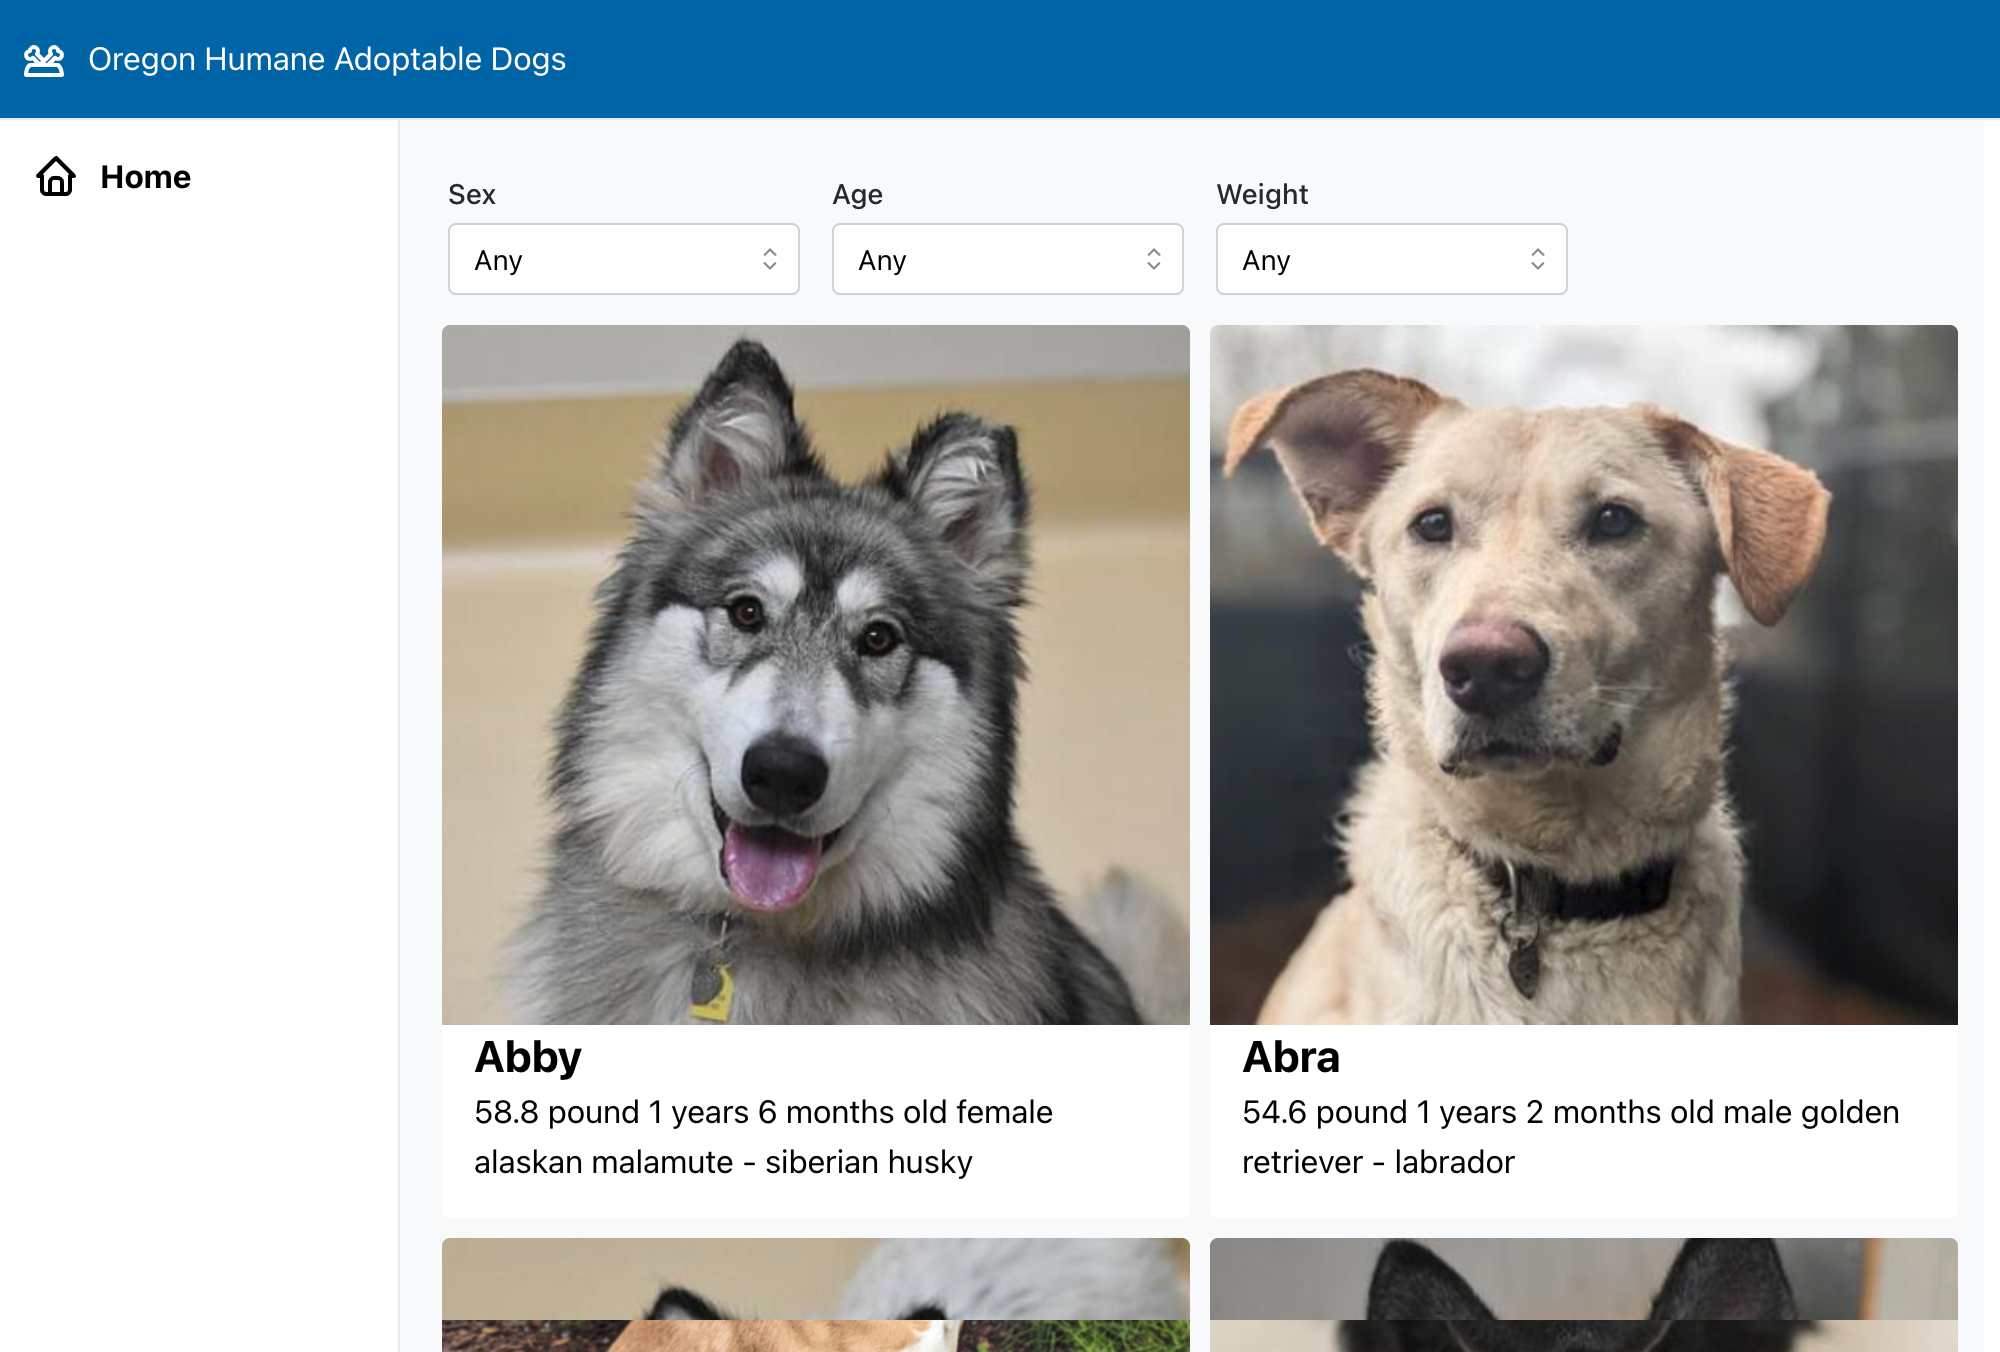 Oregon Humane Adoptable Dogs
Home
Sex
Age
Weight
Any
Any
Any
Abby
58.8 pound 1 years 6 months old female
alaskan malamute - siberian husky
Abra
54.6 pound 1 years 2 months old male golden
retriever - labrador